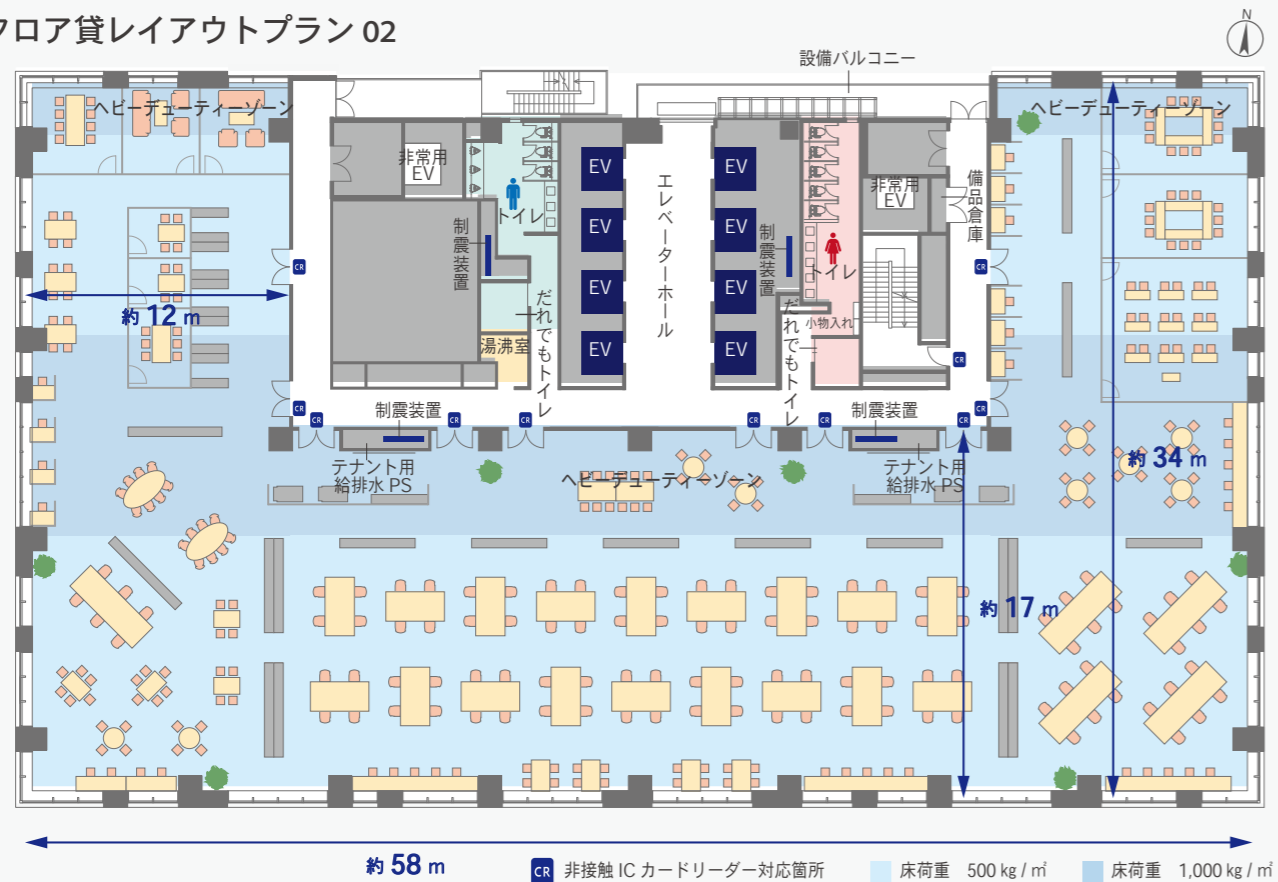 フロア貸レイアウトプラン 02
N
設備バルコニー
ヘビーデューティーゾーン
ヘビーデューティーゾーン
非常用
EV
トイレ
制震装置
EV
EV
EV
EV
エレベーターホール
EV
EV
EV
EV
制震装置
トイレ
非常用
EV
備品倉庫
CR
CR
約 12 m
湯沸室
だれでもトイレ
だれでもトイレ
小物入れ
CR
制震装置
制震装置
CR
CR
CR
CR
CR
CR
CR
CR
CR
テナント用
給排水 PS
ヘビーデューティーゾーン
テナント用
給排水 PS
約 34 m
約 17 m
約 58 m
CR 非接触 IC カードリーダー対応箇所
床荷重 500 kg / ㎡
床荷重 1,000 kg / ㎡